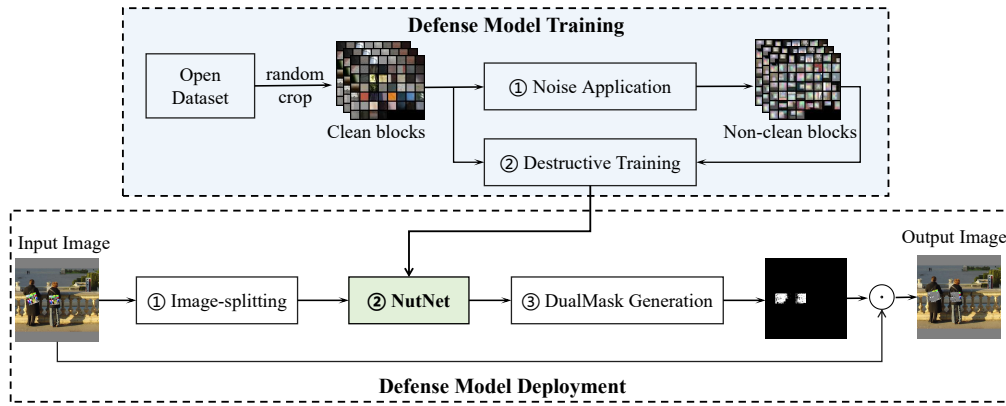 Defense Model Training
Open
Dataset
random
crop
Clean blocks
① Noise Application
Non-clean blocks
② Destructive Training
Input Image
① Image-splitting
② NutNet
③ DualMask Generation
Output Image
Defense Model Deployment